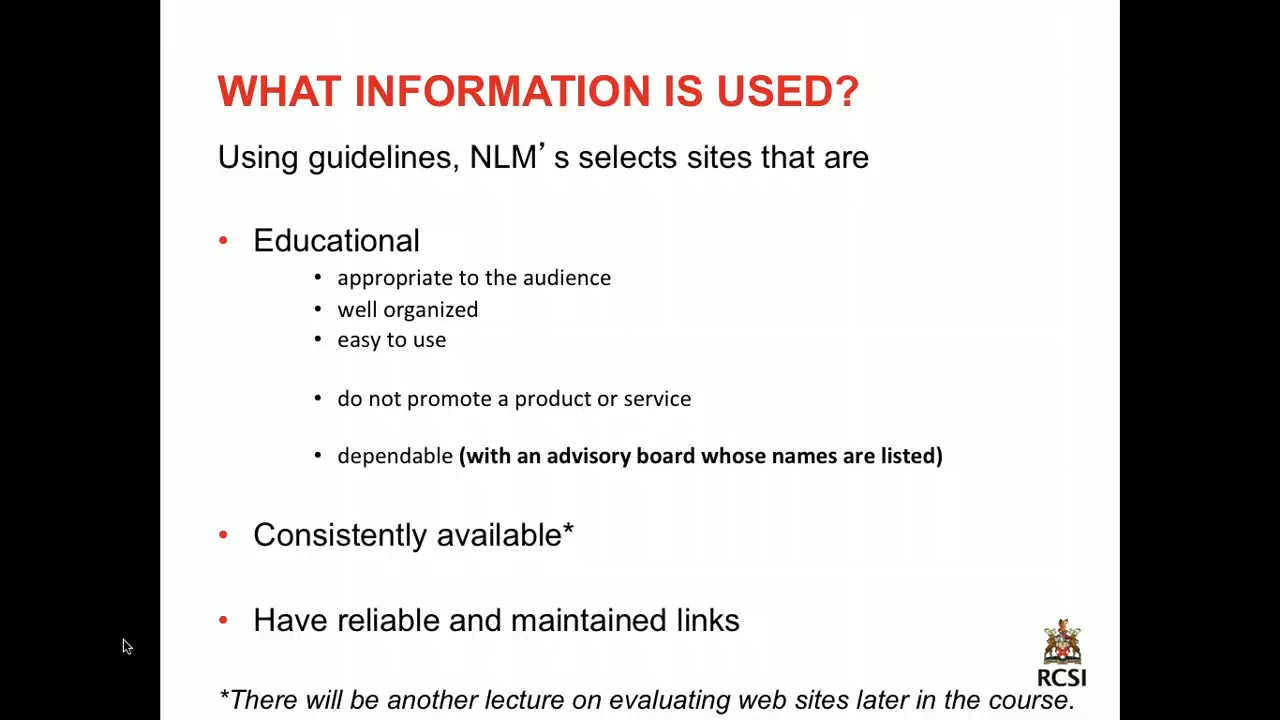 WHAT INFORMATION IS USED?
Using guidelines, NLM’s selects sites that are
• Educational
• appropriate to the audience
• well organized
• easy to use
• do not promote a product or service
• dependable (with an advisory board whose names are listed)
• Consistently available*
• Have reliable and maintained links
RCSI
*There will be another lecture on evaluating web sites later in the course.